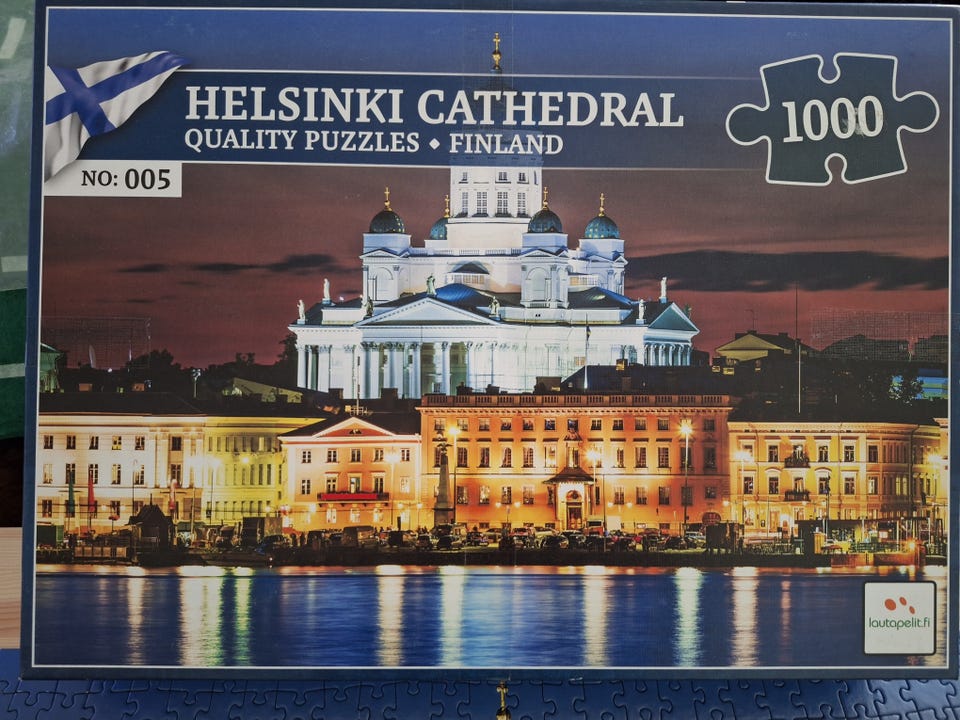 HELSINKI CATHEDRAL
QUALITY PUZZLES • FINLAND
1000
NO: 005
lautapelit.fi